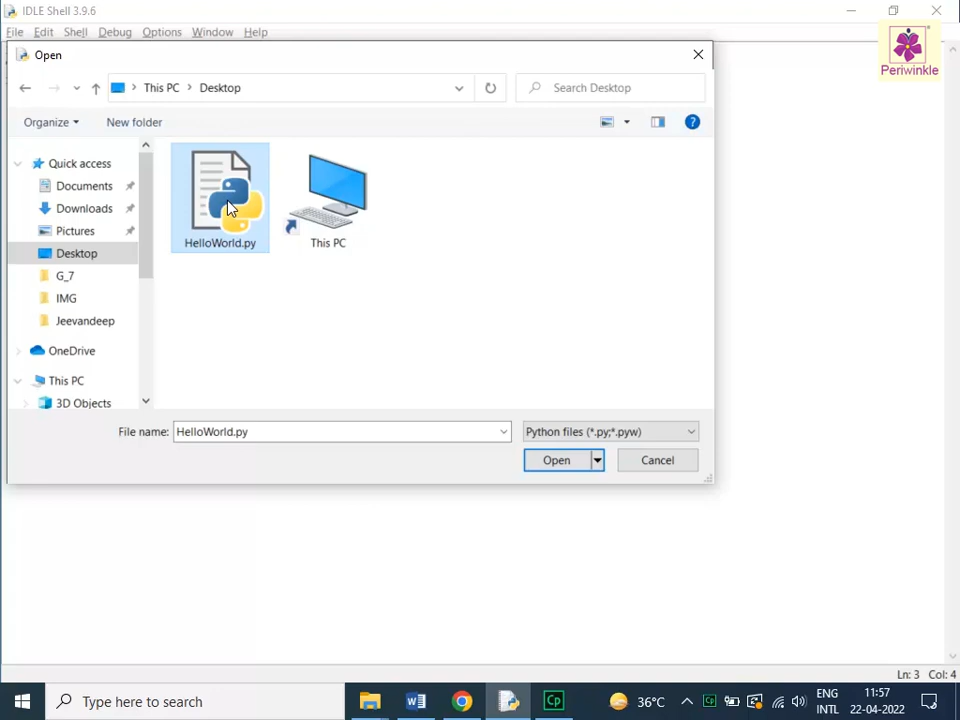 IDLE Shell 3.9.6
File Edit Shell Debug Options Window Help
Periwinkle
Open
This PC Desktop
Search Desktop
Organize New folder
Quick access
Documents
Downloads
Pictures
Desktop
G_7
IMG
Jeevandeep
OneDrive
This PC
3D Objects
HelloWorld.py
This PC
File name: HelloWorld.py
Python files (*.py;*.pyw)
Open Cancel
Ln: 3 Col: 4
Type here to search
W
Cp
36°C
Cp
ENG
INTL
11:57
22-04-2022